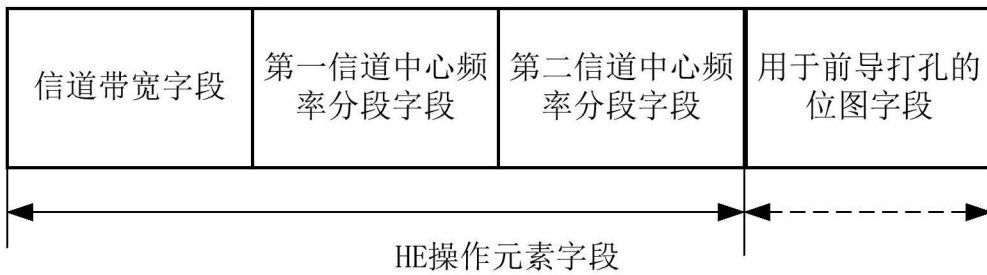 信道带宽字段
第一信道中心频
率分段字段
第二信道中心频
率分段字段
用于前导打孔的
位图字段
HE操作元素字段